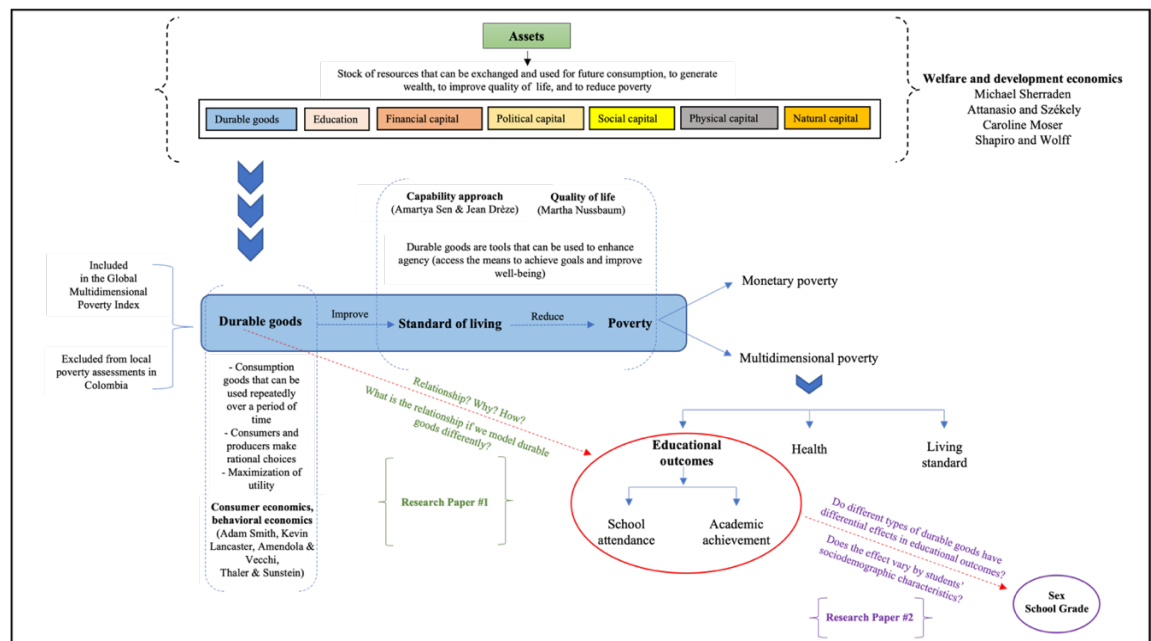 Assets
Stock of resources that can be exchanged and used for future consumption, to generate
wealth, to improve quality of life, and to reduce poverty
Durable goods
Education
Financial capital
Political capital
Social capital
Physical capital
Natural capital
Welfare and development economics
Michael Sherraden
Attanasio and Székely
Caroline Moser
Shapiro and Wolff
Capability approach
(Amartya Sen & Jean Drèze)
Quality of life
(Martha Nussbaum)
Durable goods are tools that can be used to enhance
agency (access the means to achieve goals and improve
well-being)
Included
in the Global
Multidimensional
Poverty Index
Excluded from local
poverty assessments in
Colombia
Durable goods
Improve
Standard of living
Reduce
Poverty
Monetary poverty
Multidimensional poverty
- Consumption
goods that can be
used repeatedly
over a period of
time
- Consumers and
producers make
rational choices
- Maximization of
utility
Consumer economics,
behavioral economics
(Adam Smith, Kevin
Lancaster, Amendola &
Vecchi,
Thaler & Sunstein)
Relationship? Why? How?
What is the relationship if we model durable
goods differently?
Research Paper #1
Educational
outcomes
Health
Living
standard
School
attendance
Academic
achievement
Do different types of durable goods have
differential effects in educational outcomes?
Does the effect vary by students'
sociodemographic characteristics?
Research Paper #2
Sex
School Grade